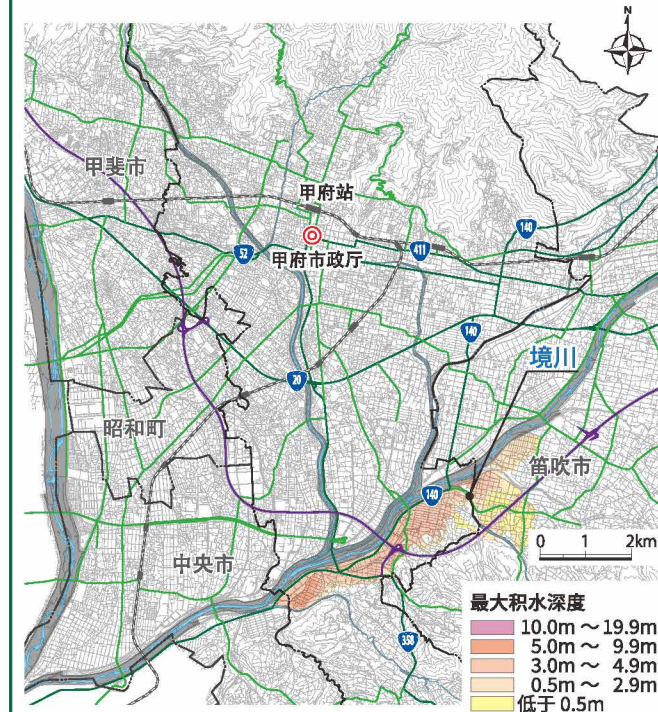 N
甲斐市
甲府站
140
52
411
甲府市政厅
140
境川
20
昭和町
笛吹市
140
0 1 2km
中央市
最大积水深度
10.0m ～ 19.9m
5.0m ～ 9.9m
3.0m ～ 4.9m
0.5m ～ 2.9m
低于 0.5m
358